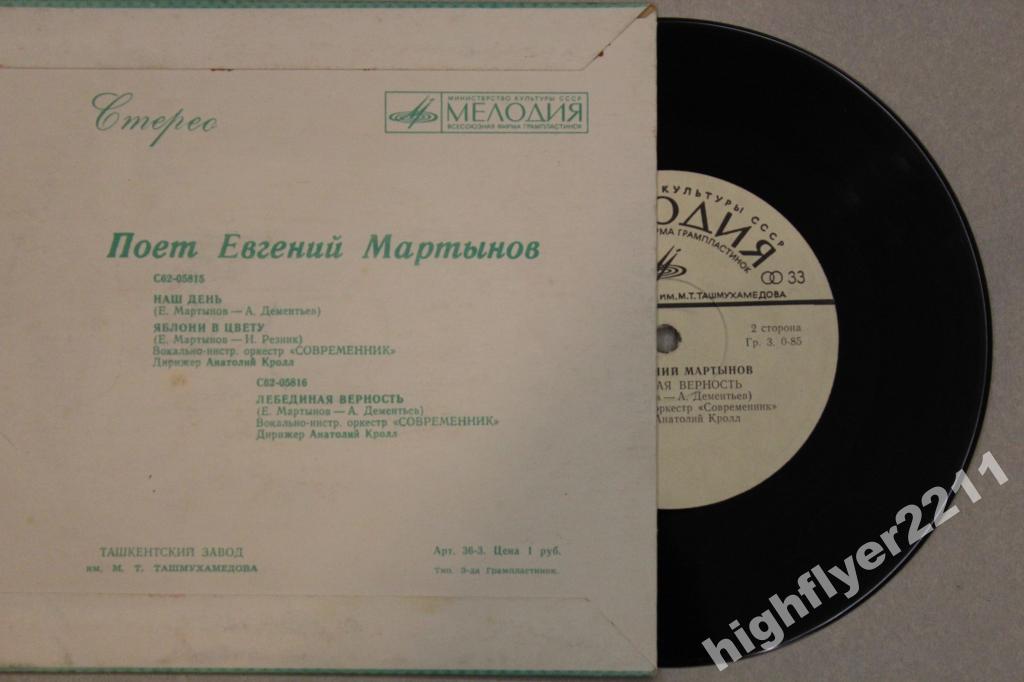 Стерео
МИНИСТЕРСТВО КУЛЬТУРЫ СССР
МЕЛОДИЯ
ВСЕСОЮЗНАЯ ФИРМА ГРАМПЛАСТИНОК
Поет Евгений Мартынов
С62-05815
НАШ ДЕНЬ
(Е. Мартынов — А. Дементьев)
ЯБЛОНИ В ЦВЕТУ
(Е. Мартынов — И. Резник)
Вокально-инстр. оркестр «СОВРЕМЕННИК»
Дирижер Анатолий Кролл
С62-05816
ЛЕБЕДИНАЯ ВЕРНОСТЬ
(Е. Мартынов — А. Дементьев)
Вокально-инстр. оркестр «СОВРЕМЕННИК»
Дирижер Анатолий Кролл
ТАШКЕНТСКИЙ ЗАВОД
им. М. Т. ТАШМУХАМЕДОВА
Арт. 36-3. Цена 1 руб.
Тип. З-да Грампластинок.
КУЛЬТУРЫ СССР
ОДИЯ
РМА ГРАМПЛАСТИНОК
33
ИМ. М.Т. ТАШМУХАМЕДОВА
2 сторона
Гр. 3. 0-85
НИЙ МАРТЫНОВ
АЯ ВЕРНОСТЬ
— А. Дементьев)
оркестр «Современник»
Анатолий Кролл
highflyer2211